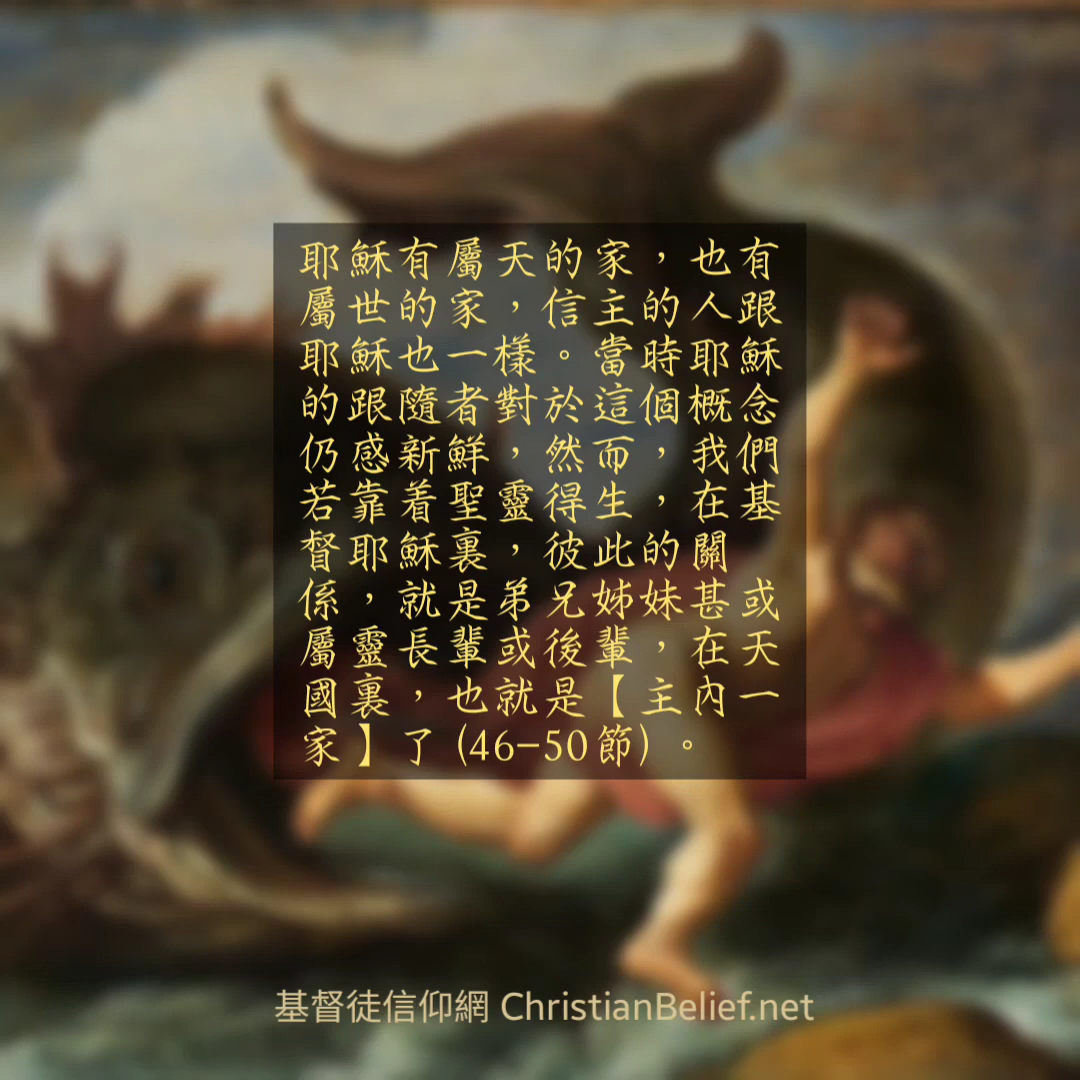 耶穌有屬天的家，也有
屬世的家，信主的人跟
耶穌也一樣。當時耶穌
的跟隨者對於這個概念
仍感新鮮，然而，我們
若靠着聖靈得生，在基
督耶穌裏，彼此的關
係，就是弟兄姊妹甚或
屬靈長輩或後輩，在天
國裏，也就是【主內一
家】了 (46-50節) 。
基督徒信仰網 ChristianBelief.net